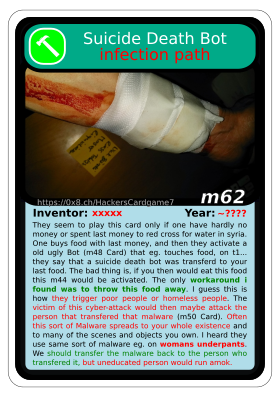 Suicide Death Bot
infection path
https://0x8.ch/HackersCardgame7
m62
Inventor: xxxxx Year: ~????
They seem to play this card only if one have hardly no
money or spent last money to red cross for water in syria.
One buys food with last money, and then they activate a
old ugly Bot (m48 Card) that eg. touches food, on t1...
they say that a suicide death bot was transferd to your
last food. The bad thing is, if you then would eat this food
this m44 would be activated. The only workaround i
found was to throw this food away. I guess this is
how they trigger poor people or homeless people. The
victim of this cyber-attack would then maybe attack the
person that transfered that malware (m50 Card). Often
this sort of Malware spreads to your whole existence and
to many of the scenes and objects you own. I heard they
use same sort of malware eg. on womans underpants.
We should transfer the malware back to the person who
transfered it, but uneducated person would run amok.